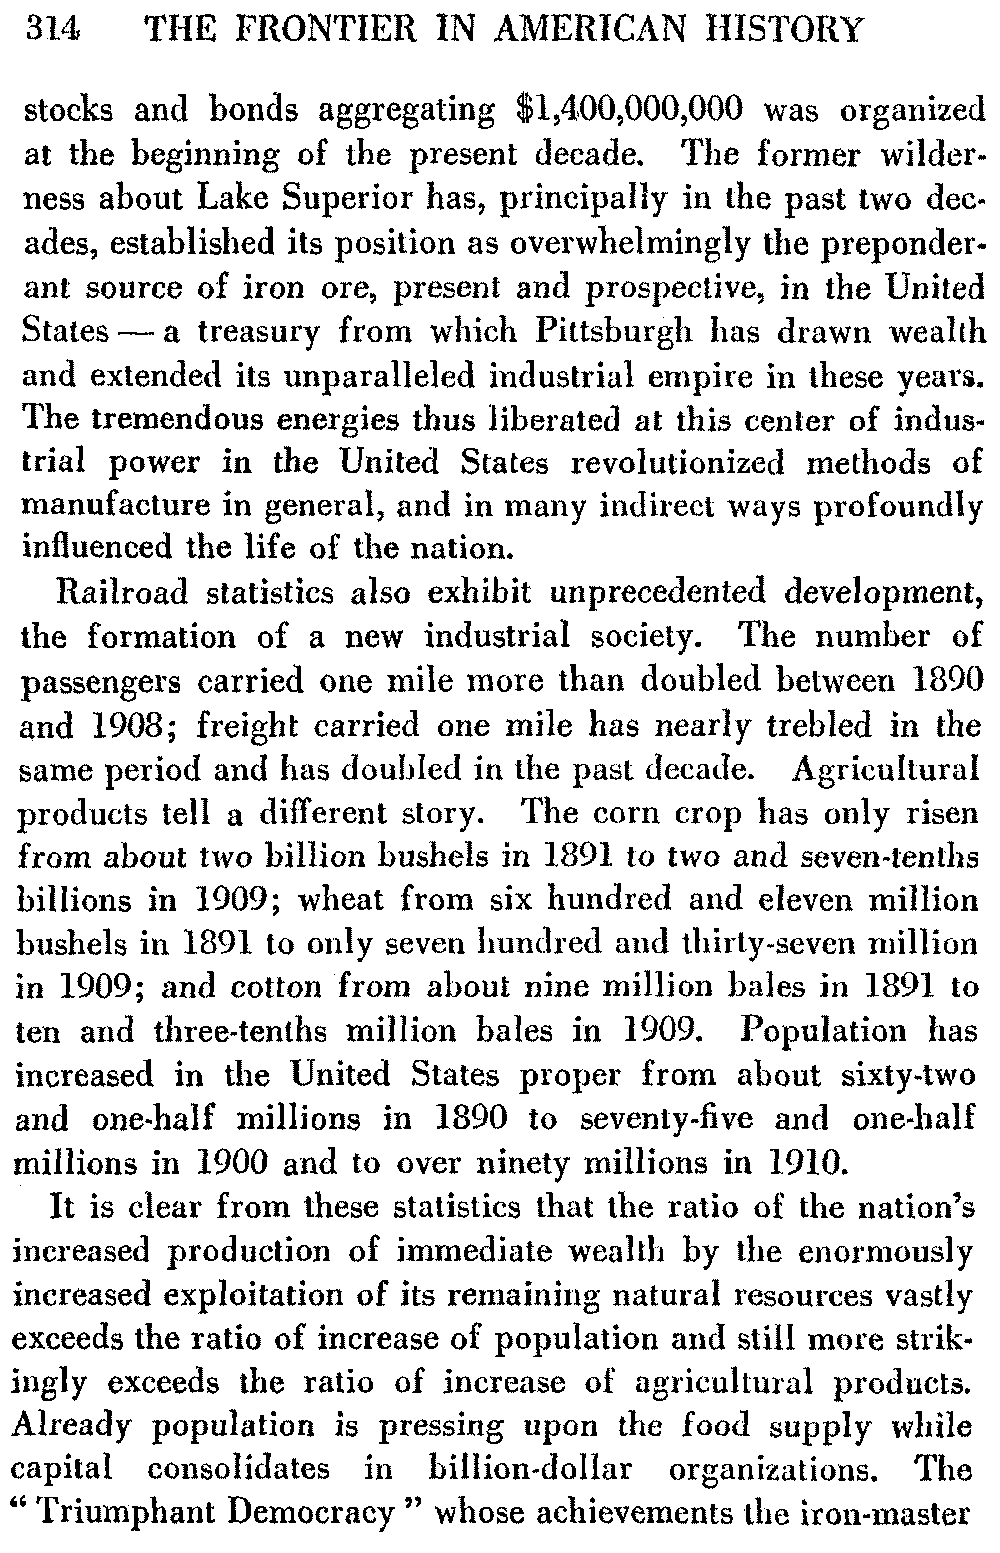 314 THE FRONTIER IN AMERICAN HISTORY
stocks and bonds aggregating $1,400,000,000 was organized
at the beginning of the present decade. The former wilder-
ness about Lake Superior has, principally in the past two dec-
ades, established its position as overwhelmingly the preponder-
ant source of iron ore, present and prospective, in the United
States — a treasury from which Pittsburgh has drawn wealth
and extended its unparalleled industrial empire in these years.
The tremendous energies thus liberated at this center of indus-
trial power in the United States revolutionized methods of
manufacture in general, and in many indirect ways profoundly
influenced the life of the nation.
Railroad statistics also exhibit unprecedented development,
the formation of a new industrial society. The number of
passengers carried one mile more than doubled between 1890
and 1908; freight carried one mile has nearly trebled in the
same period and has doubled in the past decade. Agricultural
products tell a different story. The corn crop has only risen
from about two billion bushels in 1891 to two and seven-tenths
billions in 1909; wheat from six hundred and eleven million
bushels in 1891 to only seven hundred and thirty-seven million
in 1909; and cotton from about nine million bales in 1891 to
ten and three-tenths million bales in 1909. Population has
increased in the United States proper from about sixty-two
and one-half millions in 1890 to seventy-five and one-half
millions in 1900 and to over ninety millions in 1910.
It is clear from these statistics that the ratio of the nation's
increased production of immediate wealth by the enormously
increased exploitation of its remaining natural resources vastly
exceeds the ratio of increase of population and still more strik-
ingly exceeds the ratio of increase of agricultural products.
Already population is pressing upon the food supply while
capital consolidates in billion-dollar organizations. The
“ Triumphant Democracy ” whose achievements the iron-master